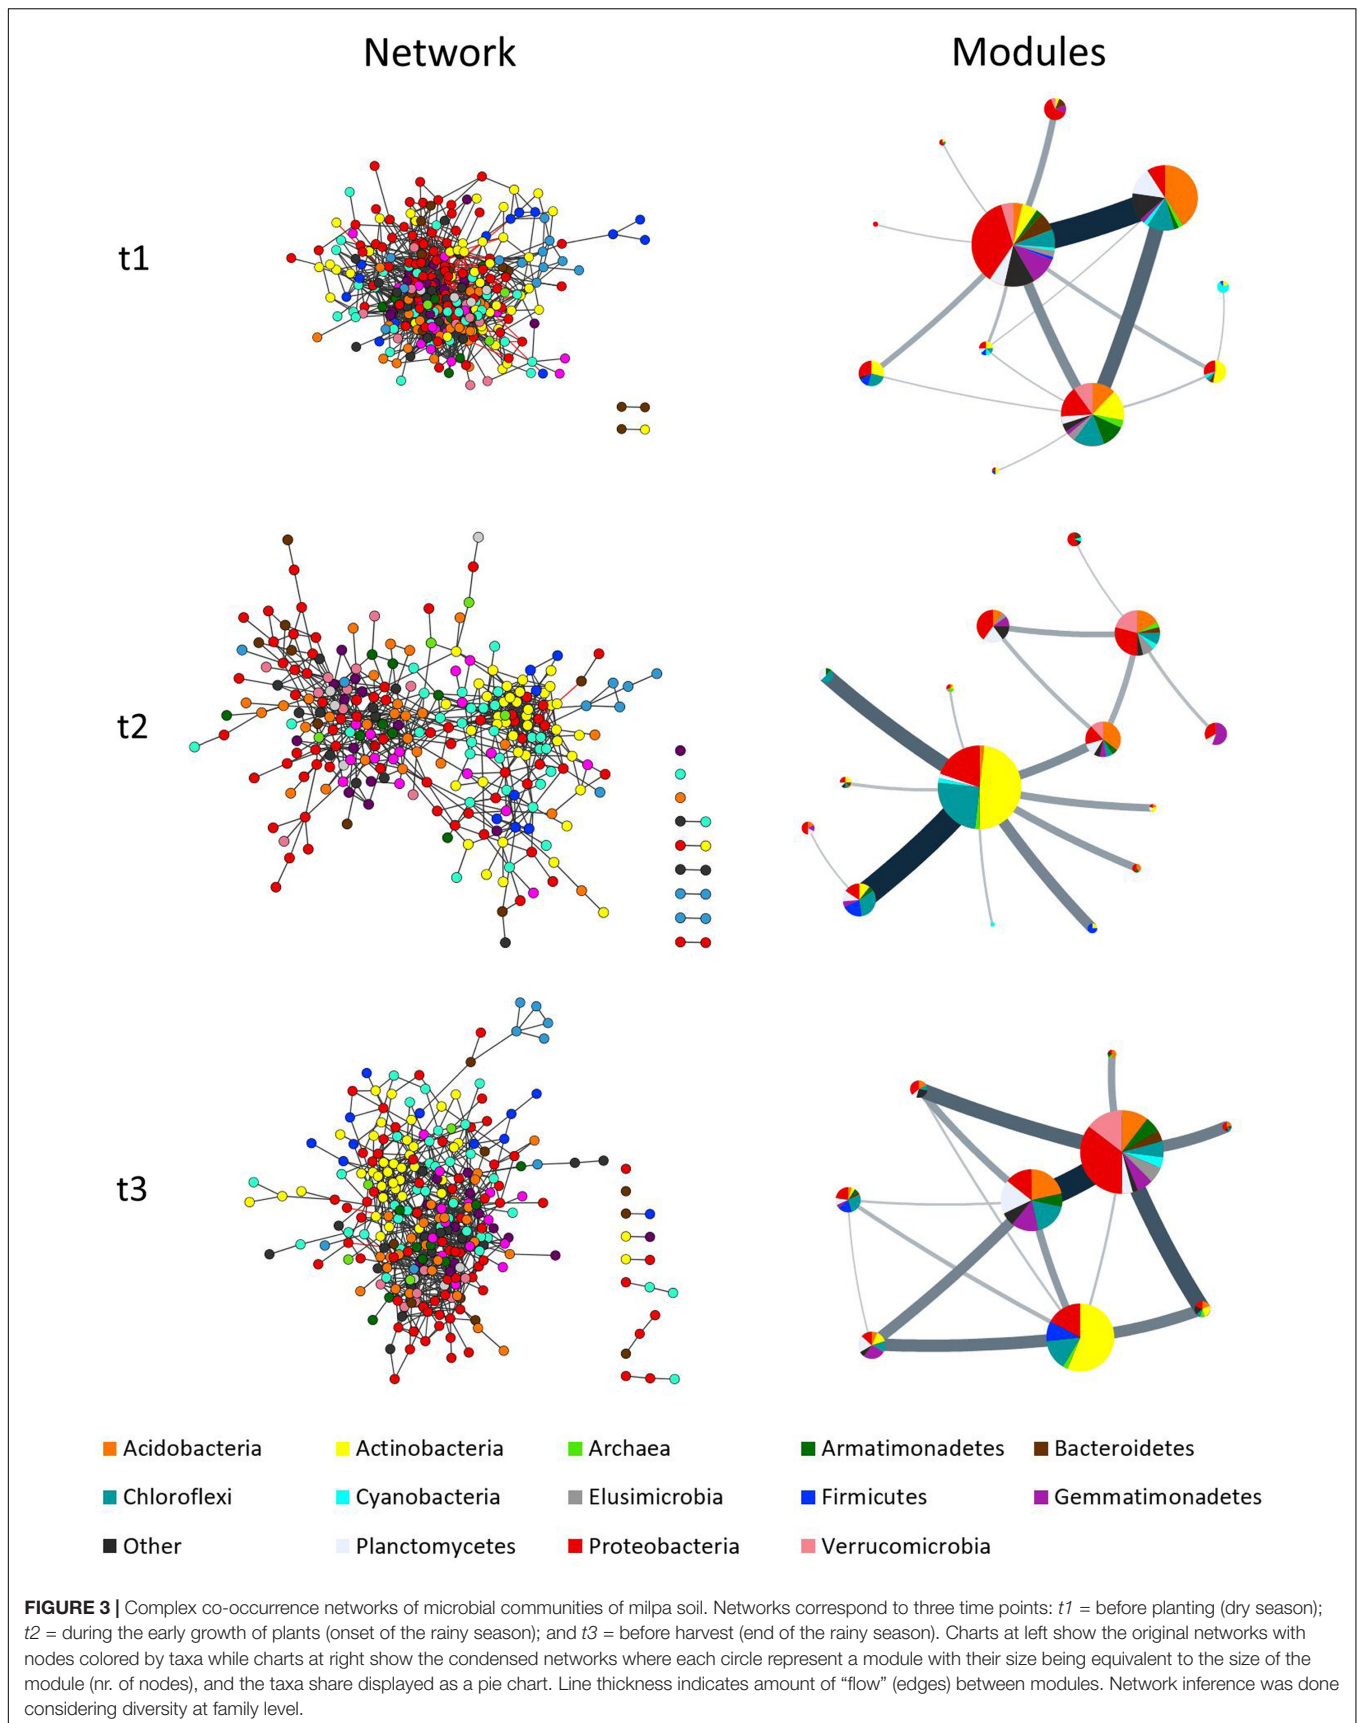 Network
Modules
t1
t2
t3
Acidobacteria
Actinobacteria
Archaea
Armatimonadetes
Bacteroidetes
Chloroflexi
Cyanobacteria
Elusimicrobia
Firmicutes
Gemmatimonadetes
Other
Planctomycetes
Proteobacteria
Verrucomicrobia
FIGURE 3 | Complex co-occurrence networks of microbial communities of milpa soil. Networks correspond to three time points: t1 = before planting (dry season);
t2 = during the early growth of plants (onset of the rainy season); and t3 = before harvest (end of the rainy season). Charts at left show the original networks with
nodes colored by taxa while charts at right show the condensed networks where each circle represent a module with their size being equivalent to the size of the
module (nr. of nodes), and the taxa share displayed as a pie chart. Line thickness indicates amount of “flow” (edges) between modules. Network inference was done
considering diversity at family level.